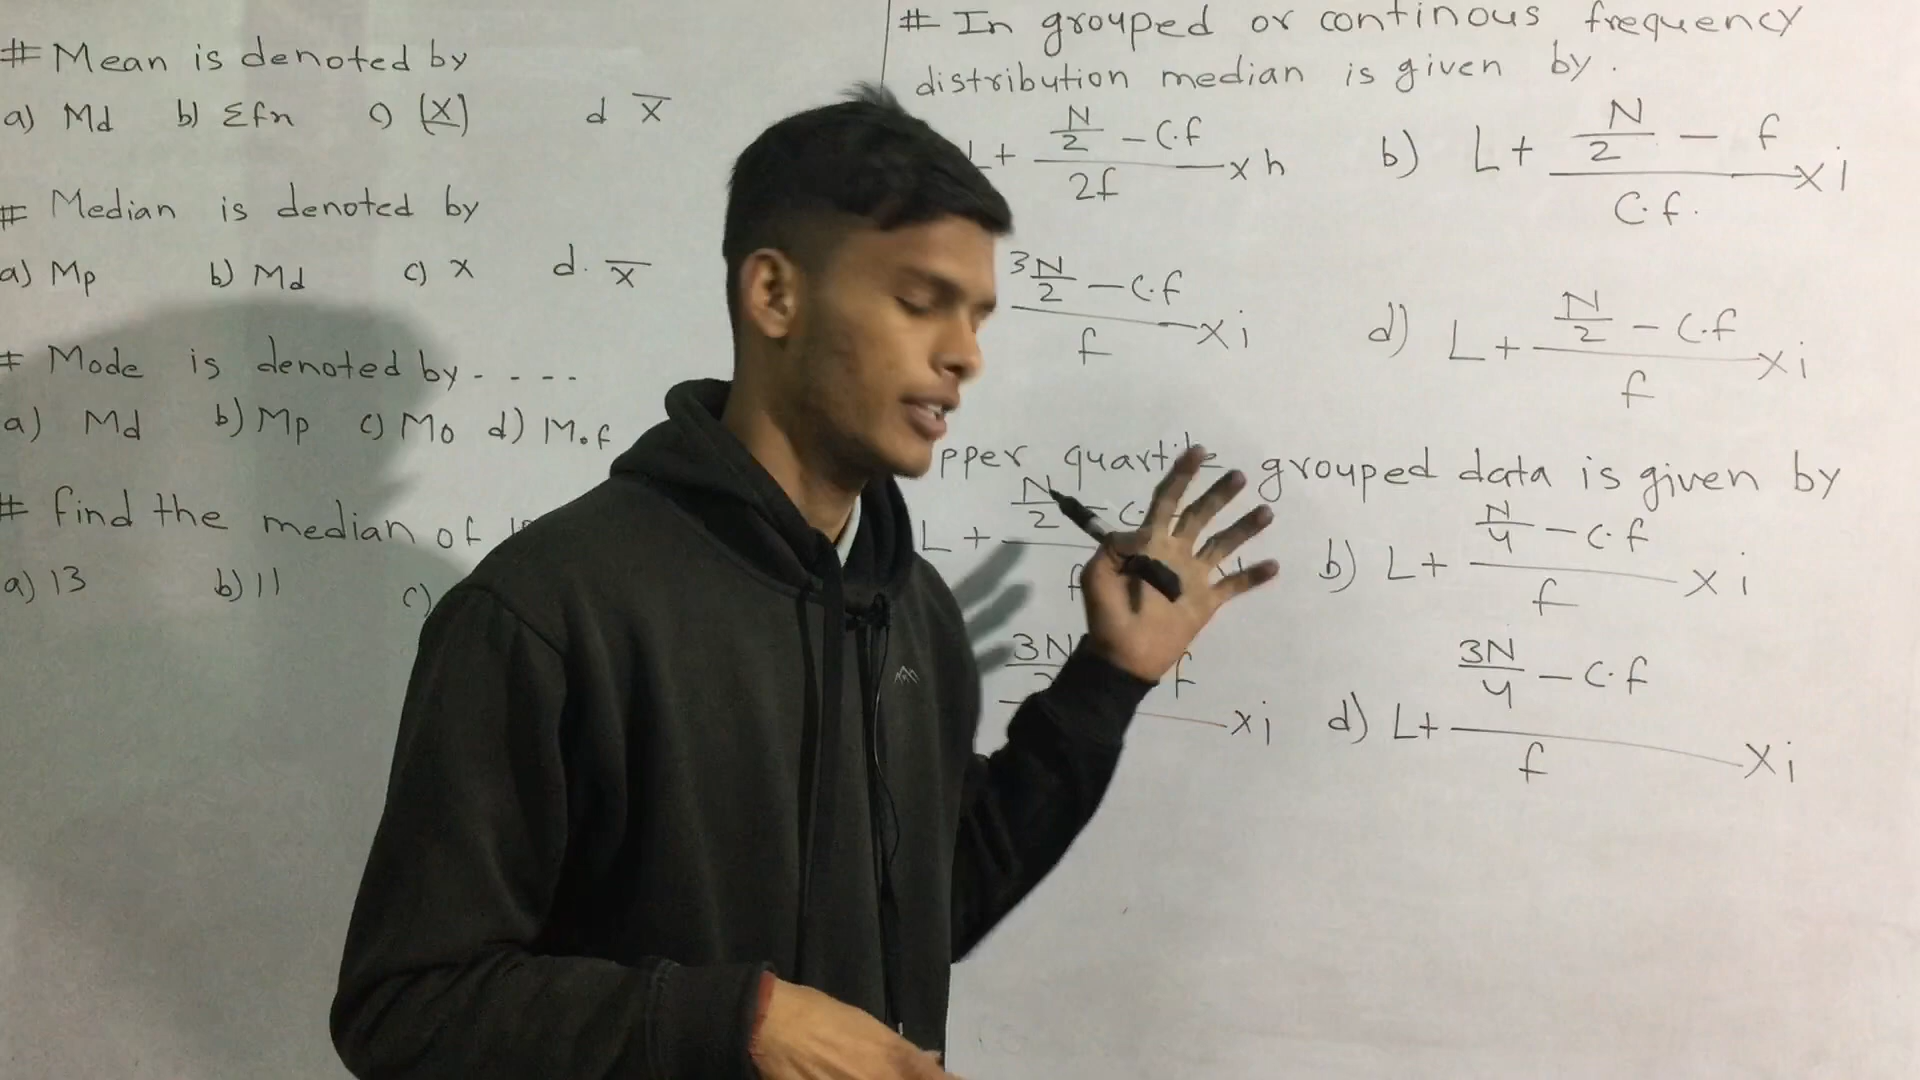 # Mean is denoted by
a) Md b) Σfn c) (X) d X̅
# Median is denoted by
a) Mp b) Md c) X d. X̅
# Mode is denoted by - - - -
a) Md b) Mp c) Mo d) M.f
# find the median of
a) 13 b) 11 c)
# In grouped or continous frequency
distribution median is given by.
L + (N/2 - C.f)/2f x h b) L + (N/2 - f)/C.f. x i
(3N/2 - C.f)/f x i d) L + (N/2 - C.f)/f x i
pper quartile grouped data is given by
L + N/2 - C. f b) L + (N/4 - C.f)/f x i
3N f x i d) L + (3N/4 - C.f)/f x i